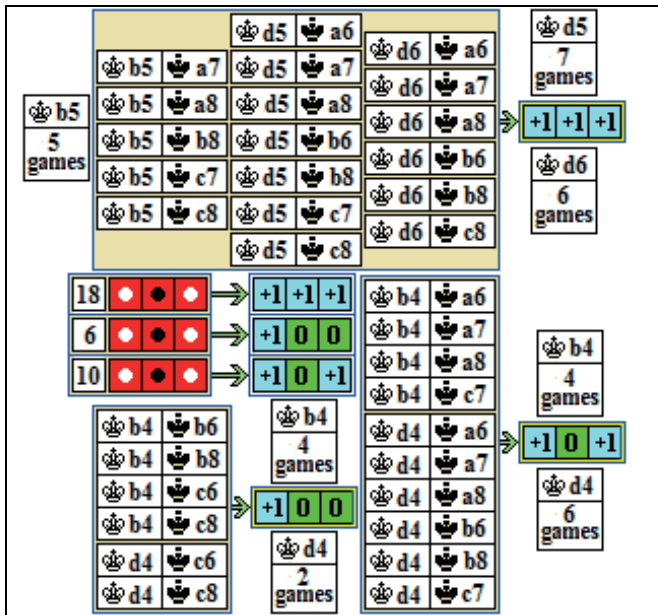 ♔ b5
5
games
♔ b5 ♚ a7
♔ b5 ♚ a8
♔ b5 ♚ b8
♔ b5 ♚ c7
♔ b5 ♚ c8
♔ d5 ♚ a6
♔ d5 ♚ a7
♔ d5 ♚ a8
♔ d5 ♚ b6
♔ d5 ♚ b8
♔ d5 ♚ c7
♔ d5 ♚ c8
♔ d6 ♚ a6
♔ d6 ♚ a7
♔ d6 ♚ a8
♔ d6 ♚ b6
♔ d6 ♚ b8
♔ d6 ♚ c8
♔ d5
7
games
+1 +1 +1
♔ d6
6
games
18 +1 +1 +1
6 +1 0 0
10 +1 0 +1
♔ b4 ♚ b6
♔ b4 ♚ b8
♔ b4 ♚ c6
♔ b4 ♚ c8
♔ d4 ♚ c6
♔ d4 ♚ c8
♔ b4
4
games
+1 0 0
♔ d4
2
games
♔ b4 ♚ a6
♔ b4 ♚ a7
♔ b4 ♚ a8
♔ b4 ♚ c7
♔ d4 ♚ a6
♔ d4 ♚ a7
♔ d4 ♚ a8
♔ d4 ♚ b6
♔ d4 ♚ b8
♔ d4 ♚ c7
♔ b4
4
games
+1 0 +1
♔ d4
6
games